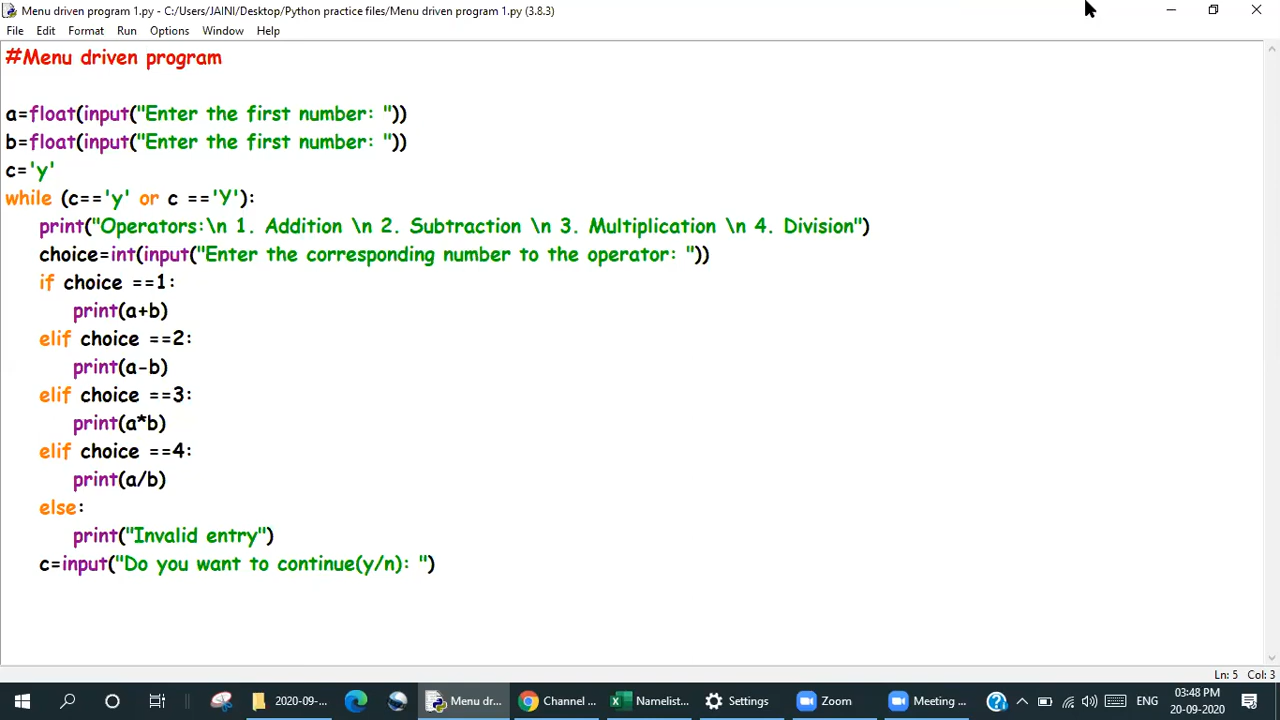 Menu driven program 1.py - C:/Users/JAINI/Desktop/Python practice files/Menu driven program 1.py (3.8.3)
File Edit Format Run Options Window Help
#Menu driven program
a=float(input("Enter the first number: "))
b=float(input("Enter the first number: "))
c='y'
while (c=='y' or c =='Y'):
print("Operators:\n 1. Addition \n 2. Subtraction \n 3. Multiplication \n 4. Division")
choice=int(input("Enter the corresponding number to the operator: "))
if choice ==1:
print(a+b)
elif choice ==2:
print(a-b)
elif choice ==3:
print(a*b)
elif choice ==4:
print(a/b)
else:
print("Invalid entry")
c=input("Do you want to continue(y/n): ")
Ln: 5 Col: 3
2020-09-... Menu dr... Channel ... Namelist... Settings Zoom Meeting ... ENG 03:48 PM
20-09-2020